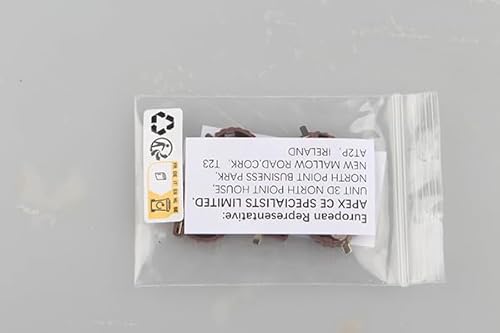 European Representative:
APEX CE SPECIALISTS LIMITED.
UNIT 3D NORTH POINT HOUSE,
NORTH POINT BUSINESS PARK,
NEW MALLOW ROAD.CORK, T23
AT2P, IRELAND